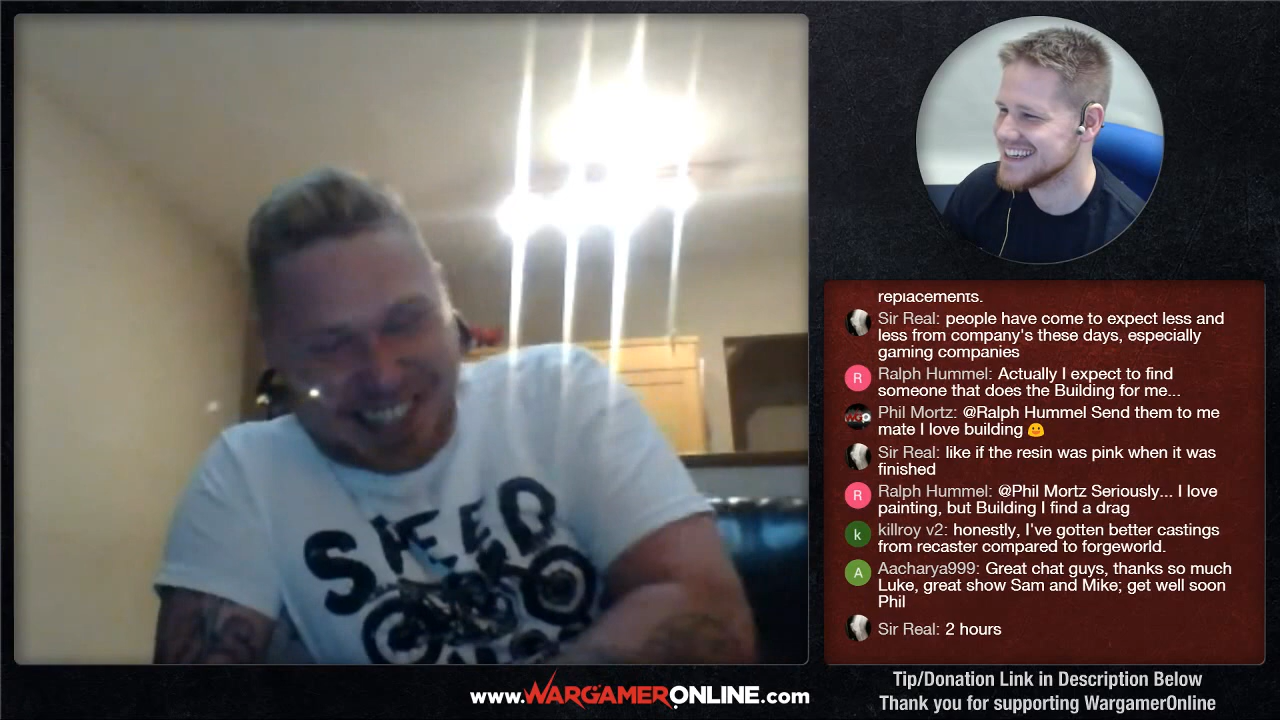 SPEED
replacements.
Sir Real: people have come to expect less and
less from company's these days, especially
gaming companies
R Ralph Hummel: Actually I expect to find
someone that does the Building for me...
WGO Phil Mortz: @Ralph Hummel Send them to me
mate I love building
Sir Real: like if the resin was pink when it was
finished
R Ralph Hummel: @Phil Mortz Seriously... I love
painting, but Building I find a drag
k killroy v2: honestly, I've gotten better castings
from recaster compared to forgeworld.
A Aacharya999: Great chat guys, thanks so much
Luke, great show Sam and Mike; get well soon
Phil
Sir Real: 2 hours
www.WARGAMERONLINE.com
Tip/Donation Link in Description Below
Thank you for supporting WargamerOnline